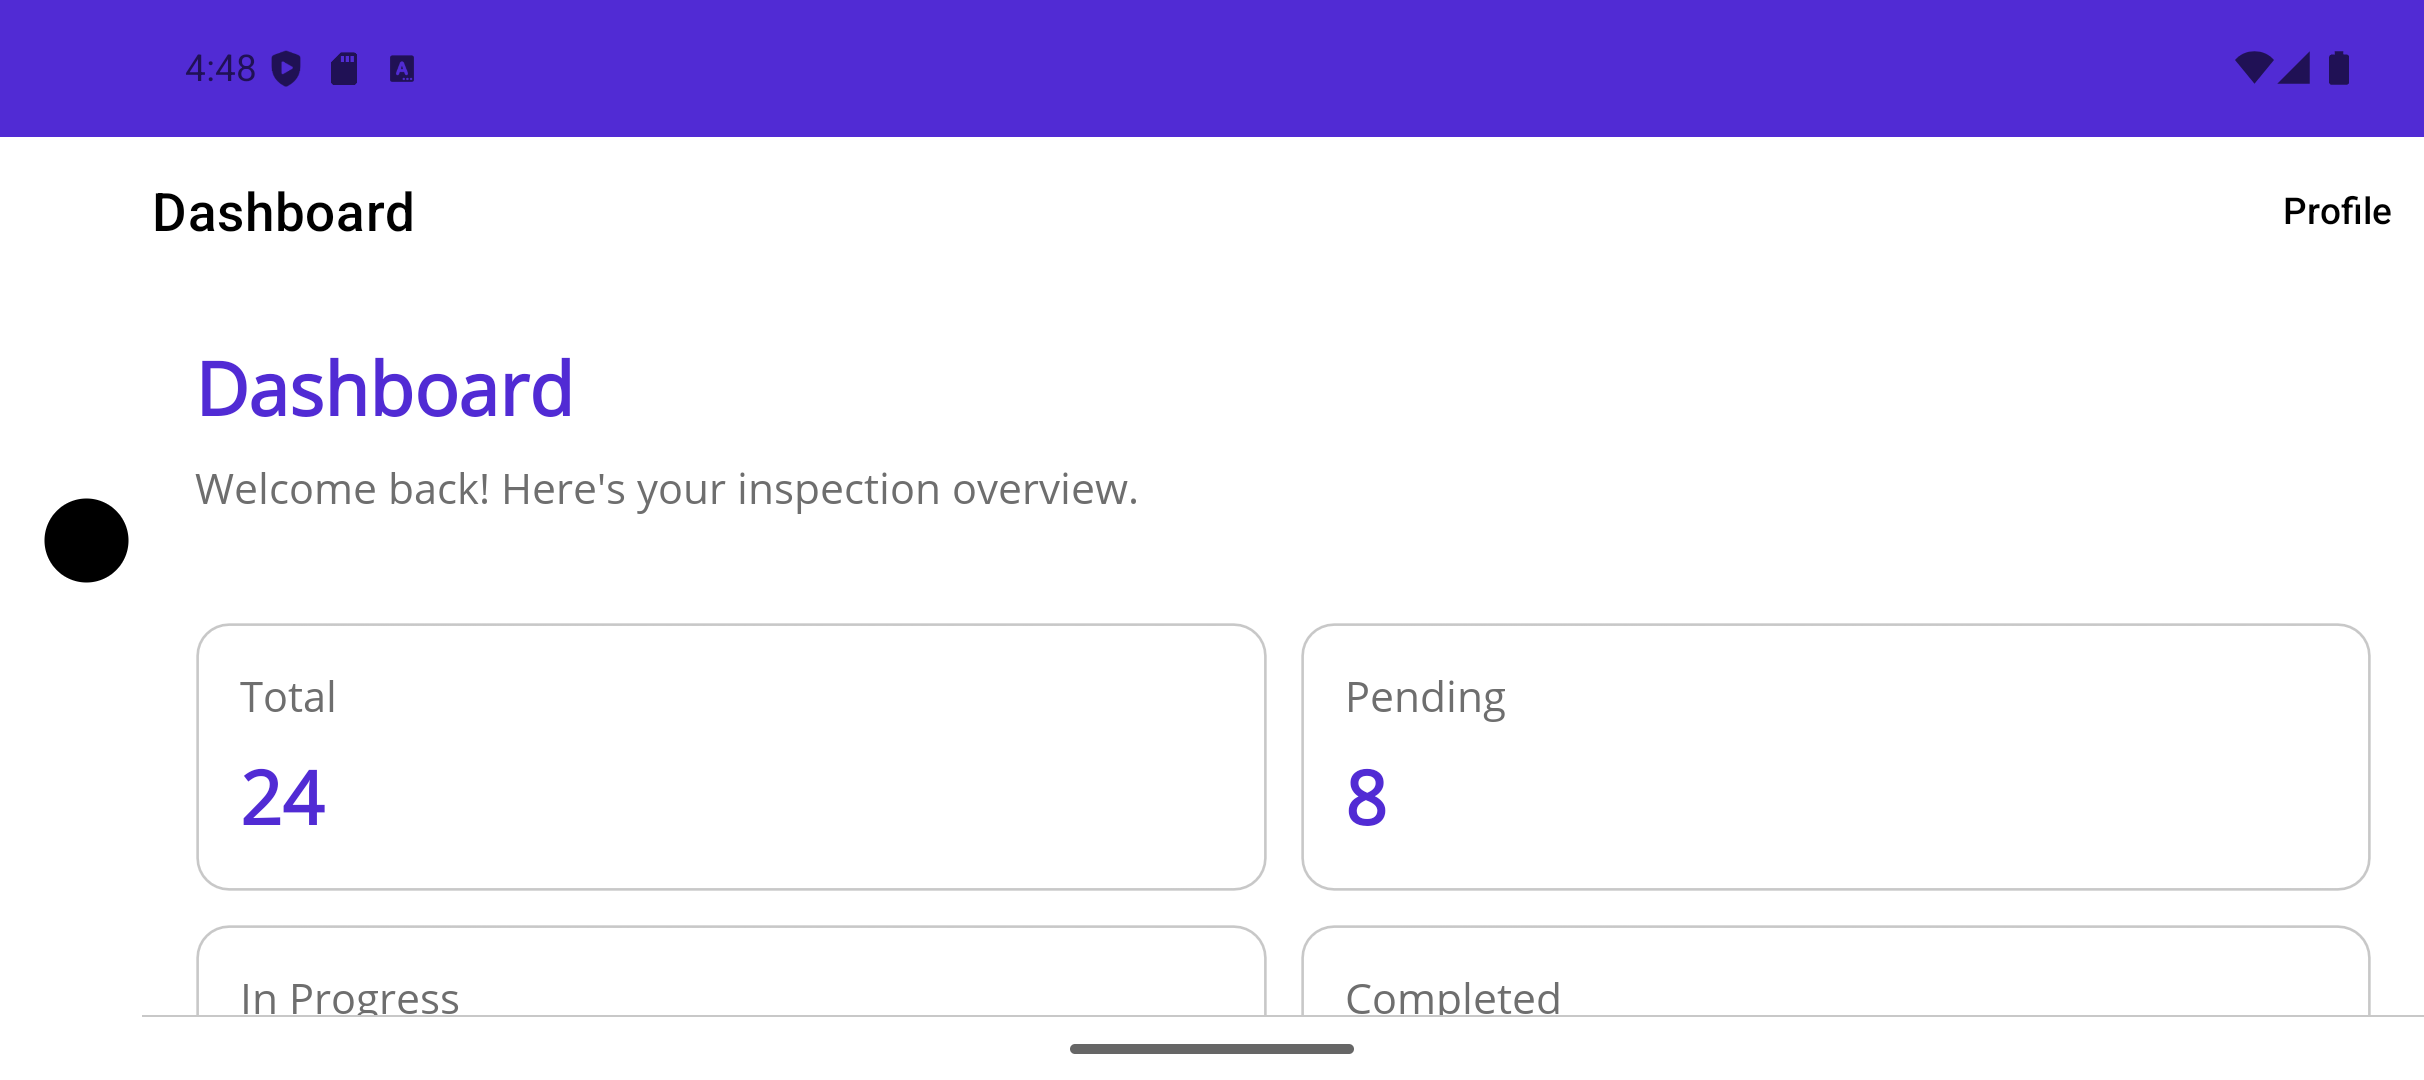 4:48
Dashboard
Profile
Dashboard
Welcome back! Here's your inspection overview.
Total
Pending
24
8
In Progress
Completed